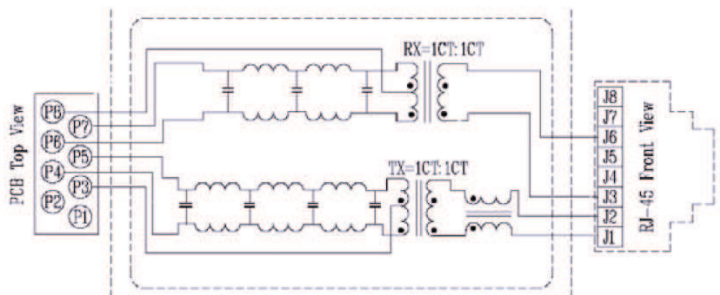 PCB Top View
P6
P7
P6
P5
P4
P3
P2
P1
RX=1CT:1CT
TX=1CT:1CT
J8
J7
J6
J5
J4
J3
J2
J1
RJ-45 Front View